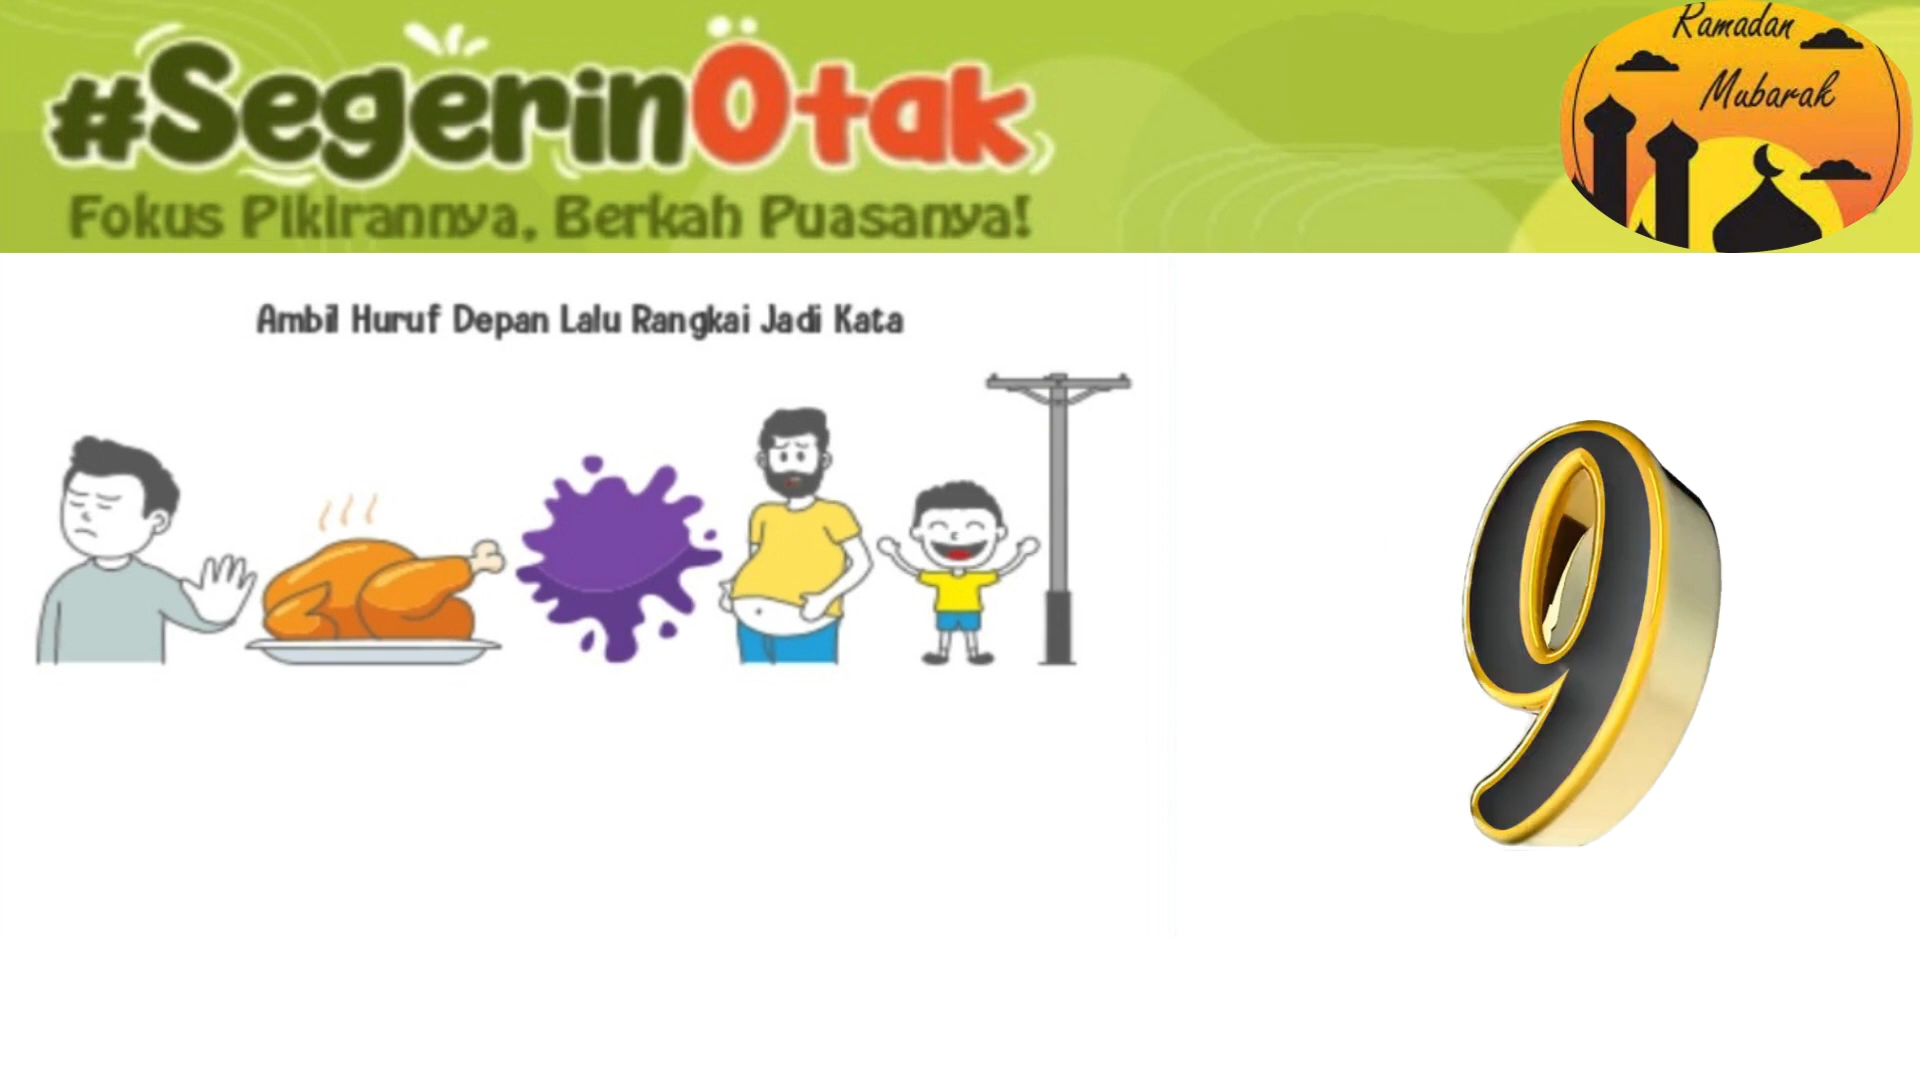 #SegerinOtak
Fokus Pikirannya, Berkah Puasanya!
Ramadan
Mubarak
Ambil Huruf Depan Lalu Rangkai Jadi Kata
9